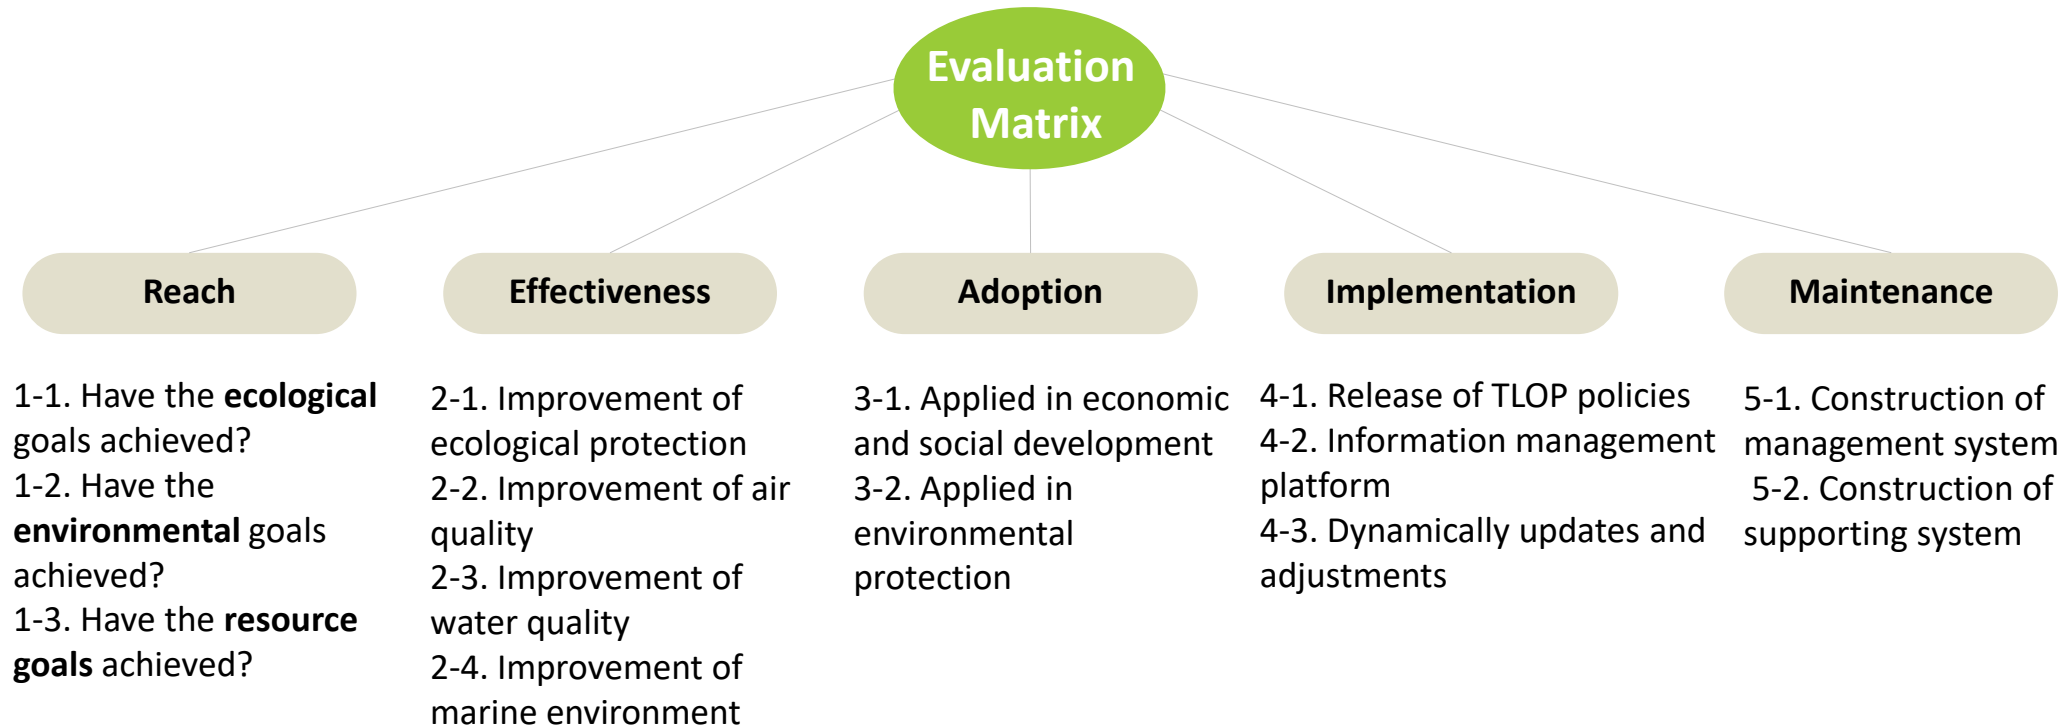 Evaluation
Matrix
Reach
Effectiveness
Adoption
Implementation
Maintenance
1-1. Have the ecological
goals achieved?
1-2. Have the
environmental goals
achieved?
1-3. Have the resource
goals achieved?
2-1. Improvement of
ecological protection
2-2. Improvement of air
quality
2-3. Improvement of
water quality
2-4. Improvement of
marine environment
3-1. Applied in economic
and social development
3-2. Applied in
environmental
protection
4-1. Release of TLOP policies
4-2. Information management
platform
4-3. Dynamically updates and
adjustments
5-1. Construction of
management system
5-2. Construction of
supporting system